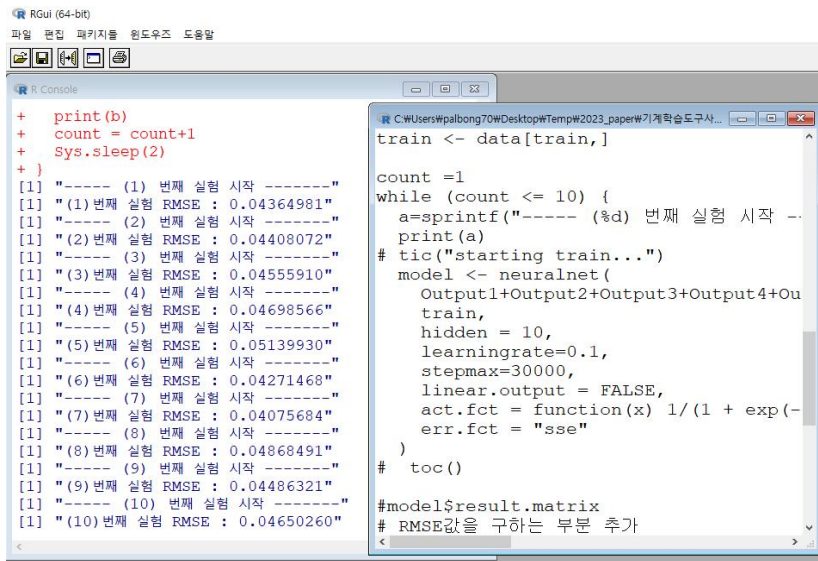 RGui (64-bit)
파일 편집 패키지들 윈도우즈 도움말
R Console
+ print(b)
+ count = count+1
+ Sys.sleep(2)
+ }
[1] "----- (1) 번째 실험 시작 -------"
[1] "(1)번째 실험 RMSE : 0.04364981"
[1] "----- (2) 번째 실험 시작 -------"
[1] "(2)번째 실험 RMSE : 0.04408072"
[1] "----- (3) 번째 실험 시작 -------"
[1] "(3)번째 실험 RMSE : 0.04555910"
[1] "----- (4) 번째 실험 시작 -------"
[1] "(4)번째 실험 RMSE : 0.04698566"
[1] "----- (5) 번째 실험 시작 -------"
[1] "(5)번째 실험 RMSE : 0.05139930"
[1] "----- (6) 번째 실험 시작 -------"
[1] "(6)번째 실험 RMSE : 0.04271468"
[1] "----- (7) 번째 실험 시작 -------"
[1] "(7)번째 실험 RMSE : 0.04075684"
[1] "----- (8) 번째 실험 시작 -------"
[1] "(8)번째 실험 RMSE : 0.04868491"
[1] "----- (9) 번째 실험 시작 -------"
[1] "(9)번째 실험 RMSE : 0.04486321"
[1] "----- (10) 번째 실험 시작 -------"
[1] "(10)번째 실험 RMSE : 0.04650260"
C:₩Users₩palbong70₩Desktop₩Temp₩2023_paper₩기계학습도구사...
train <- data[train,]
count =1
while (count <= 10) {
a=sprintf("----- (%d) 번째 실험 시작 --
print(a)
# tic("starting train...")
model <- neuralnet(
Output1+Output2+Output3+Output4+Ou
train,
hidden = 10,
learningrate=0.1,
stepmax=30000,
linear.output = FALSE,
act.fct = function(x) 1/(1 + exp(-
err.fct = "sse"
)
# toc()
#model$result.matrix
# RMSE값을 구하는 부분 추가